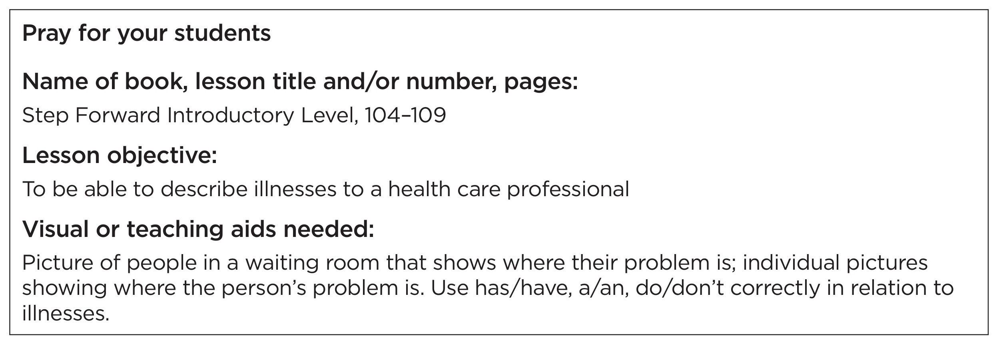 Pray for your students
Name of book, lesson title and/or number, pages:
Step Forward Introductory Level, 104–109
Lesson objective:
To be able to describe illnesses to a health care professional
Visual or teaching aids needed:
Picture of people in a waiting room that shows where their problem is; individual pictures
showing where the person’s problem is. Use has/have, a/an, do/don’t correctly in relation to
illnesses.